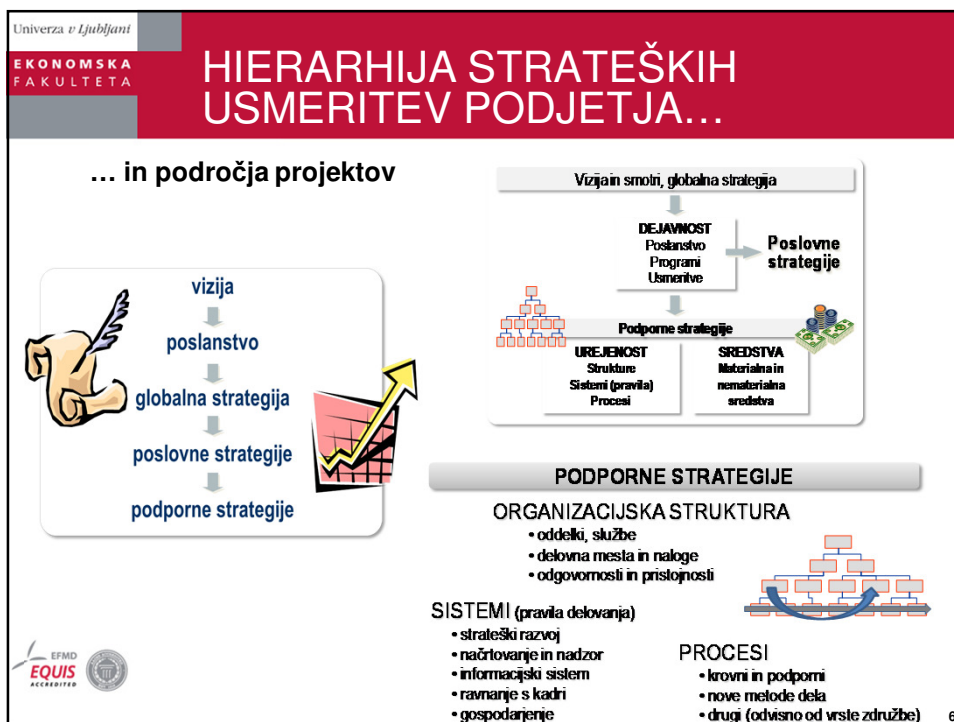 Univerza v Ljubljani
EKONOMSKA
FAKULTETA
HIERARHIJA STRATEŠKIH
USMERITEV PODJETJA…
… in področja projektov
vizija
poslanstvo
globalna strategija
poslovne strategije
podporne strategije
Vizija in smotri, globalna strategija
DEJAVNOST
Poslanstvo
Programi
Usmeritve
Poslovne
strategije
Podporne strategije
UREJENOST
Strukture
Sistemi (pravila)
Procesi
SREDSTVA
Materialna in
nematerialna
sredstva
PODPORNE STRATEGIJE
ORGANIZACIJSKA STRUKTURA
• oddelki, službe
• delovna mesta in naloge
• odgovornosti in pristojnosti
SISTEMI (pravila delovanja)
• strateški razvoj
• načrtovanje in nadzor
• informacijski sistem
• ravnanje s kadri
• gospodarjenje
PROCESI
• krovni in podporni
• nove metode dela
• drugi (odvisno od vrste združbe)
EFMD
EQUIS
ACCREDITED
6